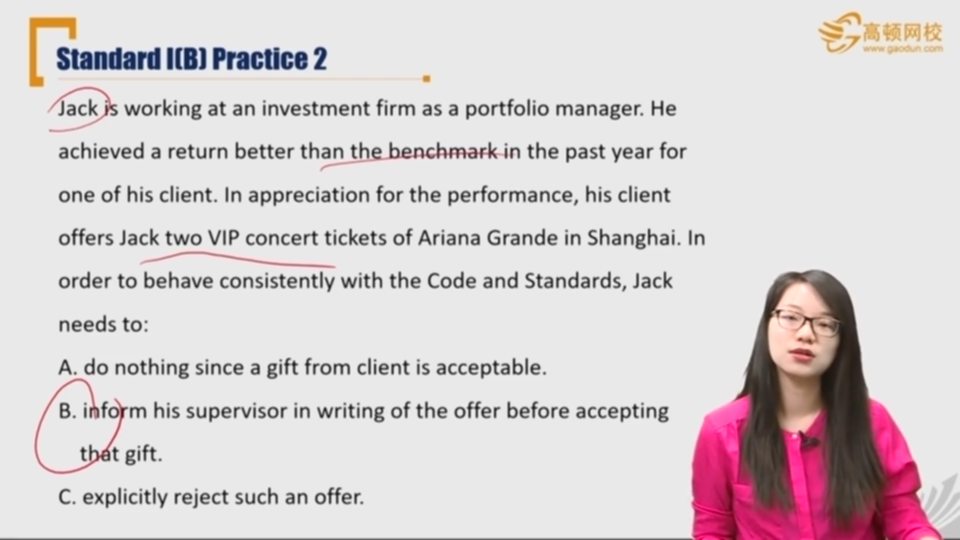 Standard I(B) Practice 2
高顿网校
www.gaodun.com
Jack is working at an investment firm as a portfolio manager. He
achieved a return better than the benchmark in the past year for
one of his client. In appreciation for the performance, his client
offers Jack two VIP concert tickets of Ariana Grande in Shanghai. In
order to behave consistently with the Code and Standards, Jack
needs to:
A. do nothing since a gift from client is acceptable.
B. inform his supervisor in writing of the offer before accepting
that gift.
C. explicitly reject such an offer.